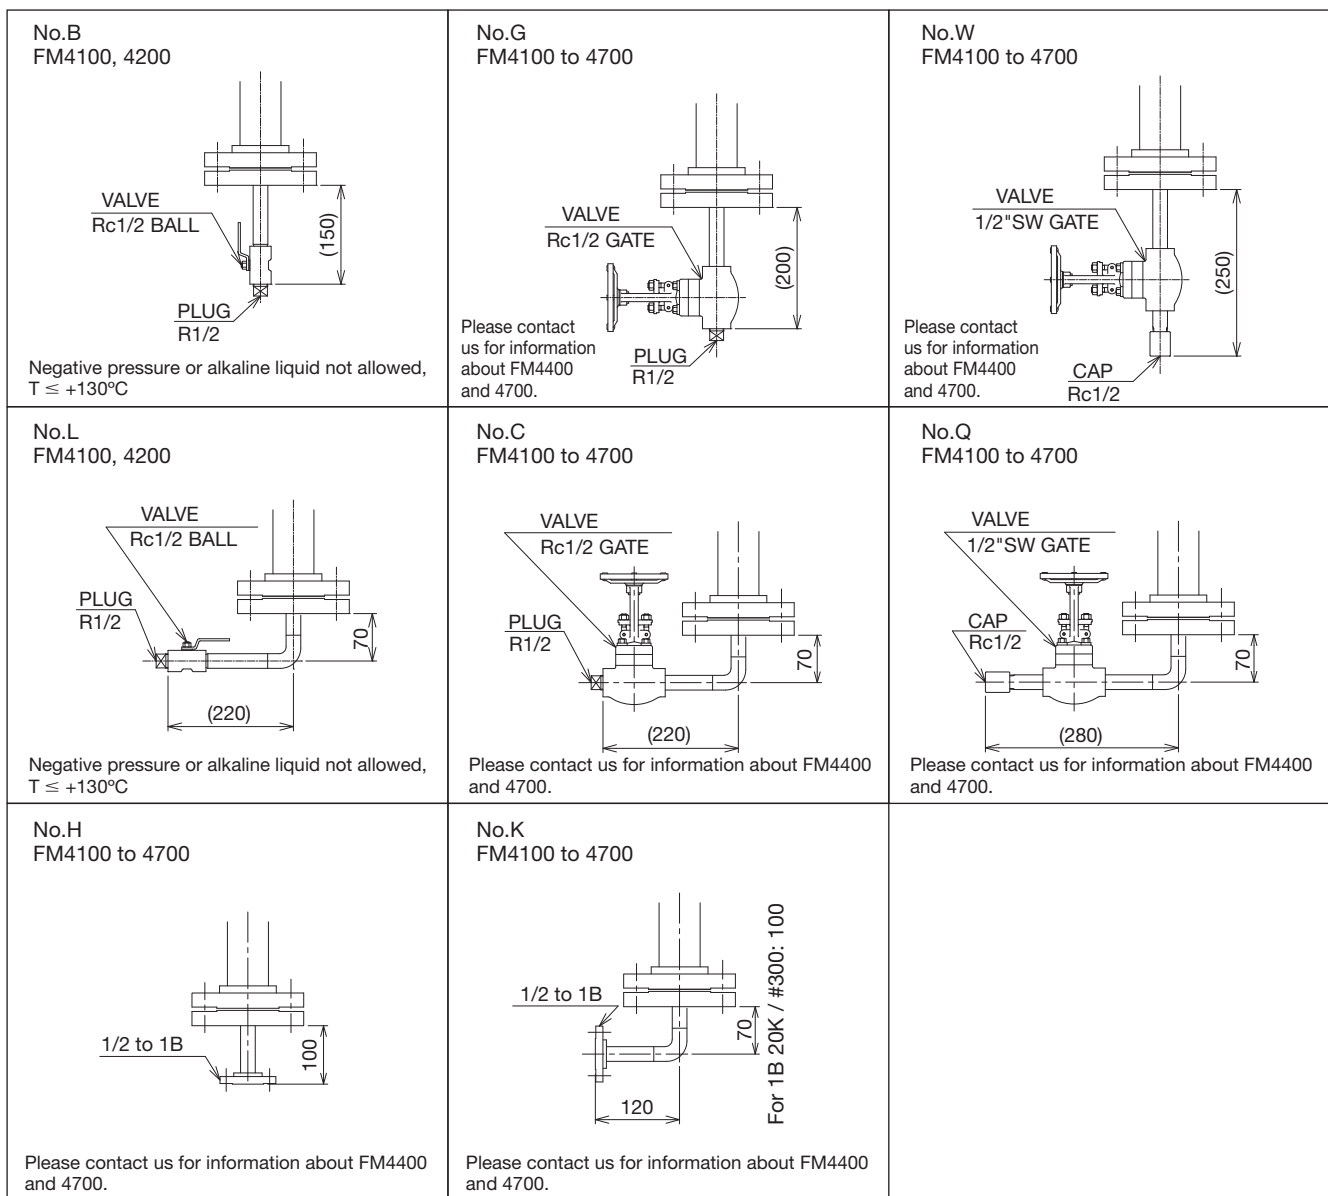 No.B
FM4100, 4200
VALVE
Rc1/2 BALL
(150)
PLUG
R1/2
Negative pressure or alkaline liquid not allowed,
T ≤ +130ºC
No.G
FM4100 to 4700
VALVE
Rc1/2 GATE
(200)
PLUG
R1/2
Please contact
us for information
about FM4400
and 4700.
No.W
FM4100 to 4700
VALVE
1/2"SW GATE
(250)
CAP
Rc1/2
Please contact
us for information
about FM4400
and 4700.
No.L
FM4100, 4200
VALVE
Rc1/2 BALL
PLUG
R1/2
70
(220)
Negative pressure or alkaline liquid not allowed,
T ≤ +130ºC
No.C
FM4100 to 4700
VALVE
Rc1/2 GATE
PLUG
R1/2
70
(220)
Please contact us for information about FM4400
and 4700.
No.Q
FM4100 to 4700
VALVE
1/2"SW GATE
CAP
Rc1/2
70
(280)
Please contact us for information about FM4400
and 4700.
No.H
FM4100 to 4700
1/2 to 1B
100
Please contact us for information about FM4400
and 4700.
No.K
FM4100 to 4700
1/2 to 1B
70
For 1B 20K / #300: 100
120
Please contact us for information about FM4400
and 4700.